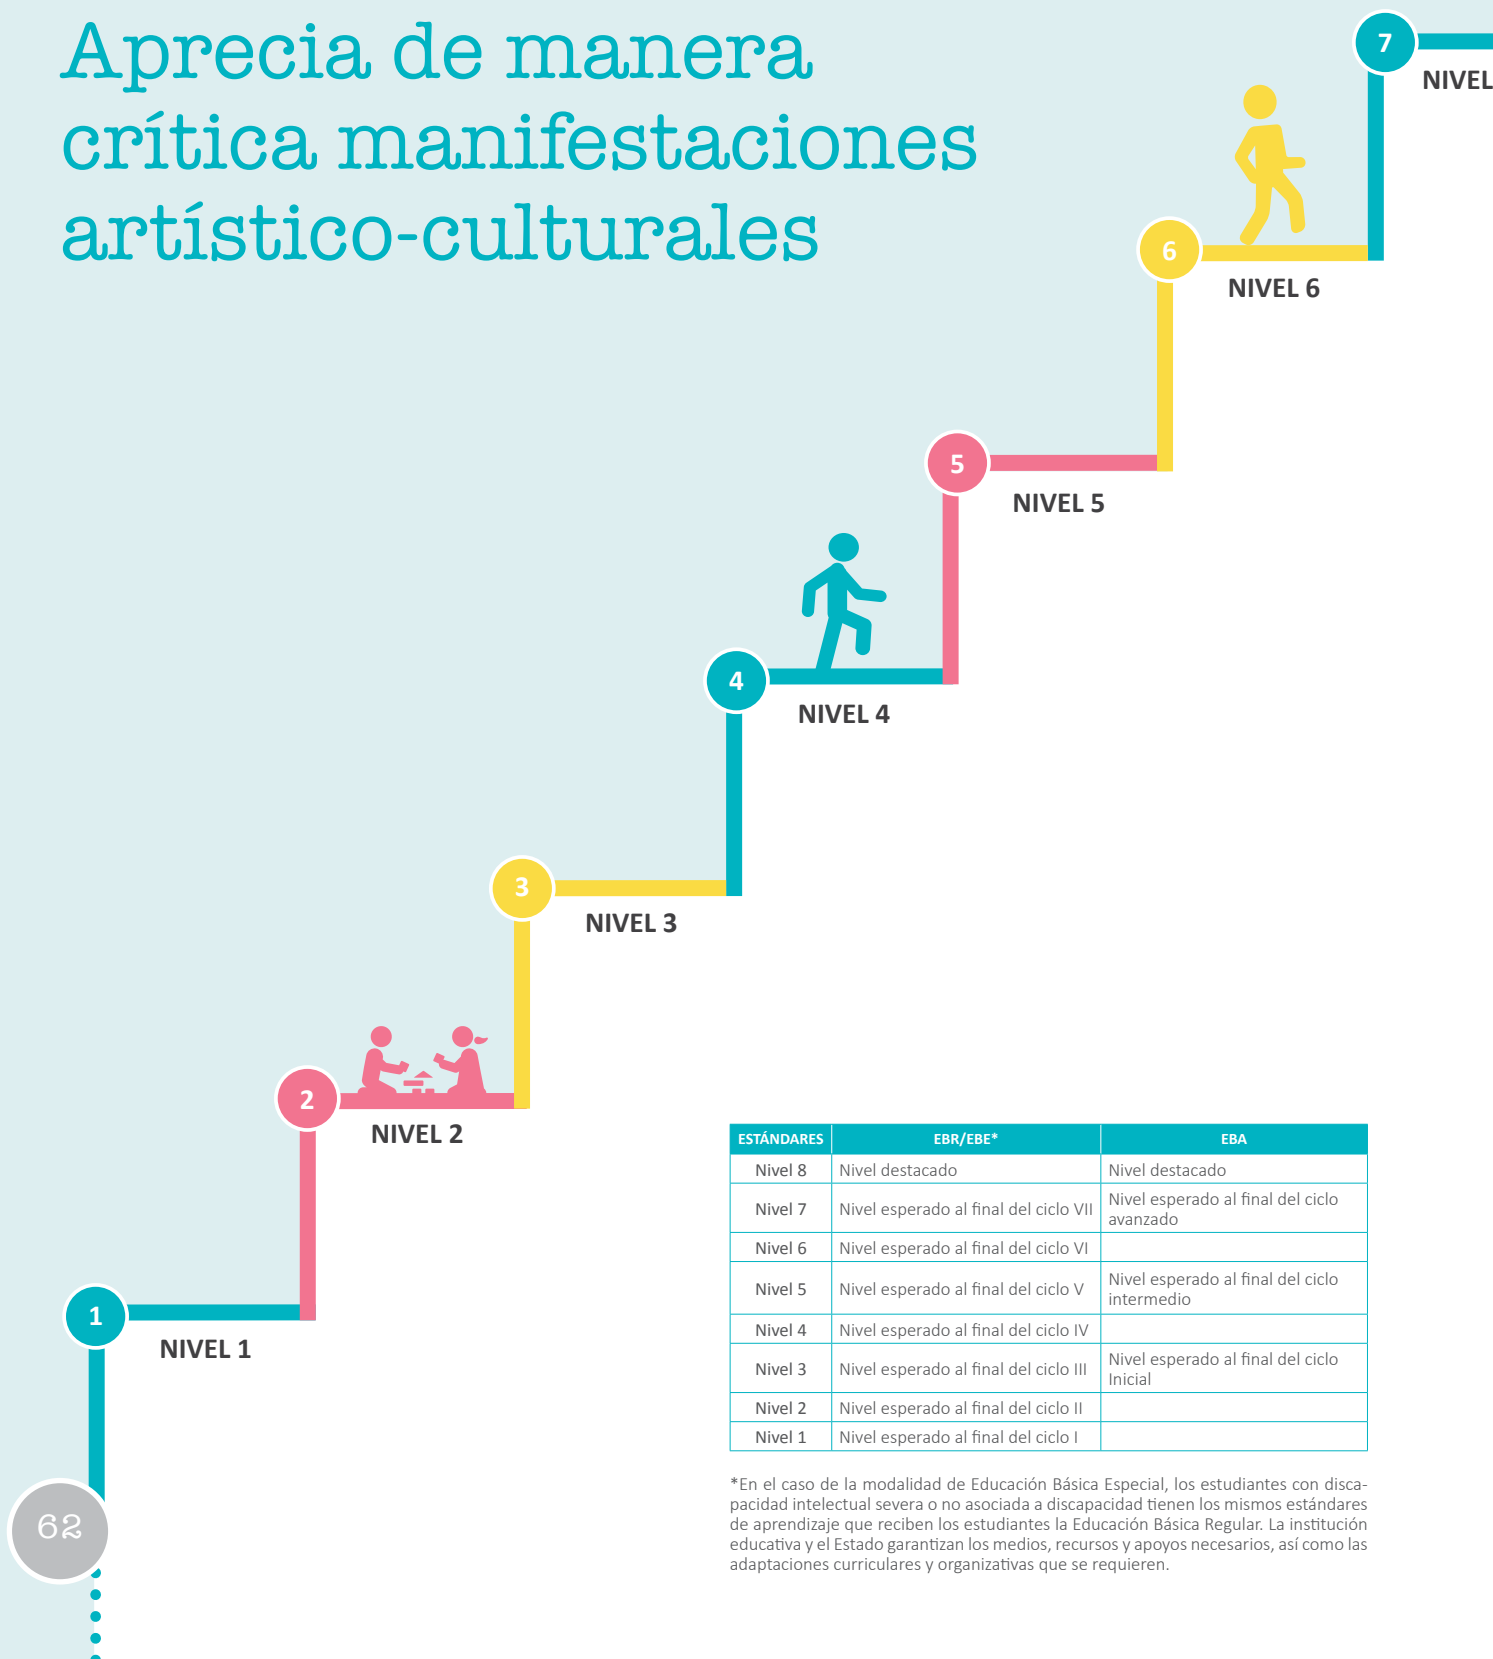 Aprecia de manera
crítica manifestaciones
artístico-culturales
7
NIVEL
6
NIVEL 6
5
NIVEL 5
4
NIVEL 4
3
NIVEL 3
2
NIVEL 2
1
NIVEL 1
ESTÁNDARES EBR/EBE* EBA
Nivel 8 Nivel destacado Nivel destacado
Nivel 7 Nivel esperado al final del ciclo VII Nivel esperado al final del ciclo
avanzado
Nivel 6 Nivel esperado al final del ciclo VI
Nivel 5 Nivel esperado al final del ciclo V Nivel esperado al final del ciclo
intermedio
Nivel 4 Nivel esperado al final del ciclo IV
Nivel 3 Nivel esperado al final del ciclo III Nivel esperado al final del ciclo
Inicial
Nivel 2 Nivel esperado al final del ciclo II
Nivel 1 Nivel esperado al final del ciclo I
*En el caso de la modalidad de Educación Básica Especial, los estudiantes con disca-
pacidad intelectual severa o no asociada a discapacidad tienen los mismos estándares
de aprendizaje que reciben los estudiantes la Educación Básica Regular. La institución
educativa y el Estado garantizan los medios, recursos y apoyos necesarios, así como las
adaptaciones curriculares y organizativas que se requieren.
62